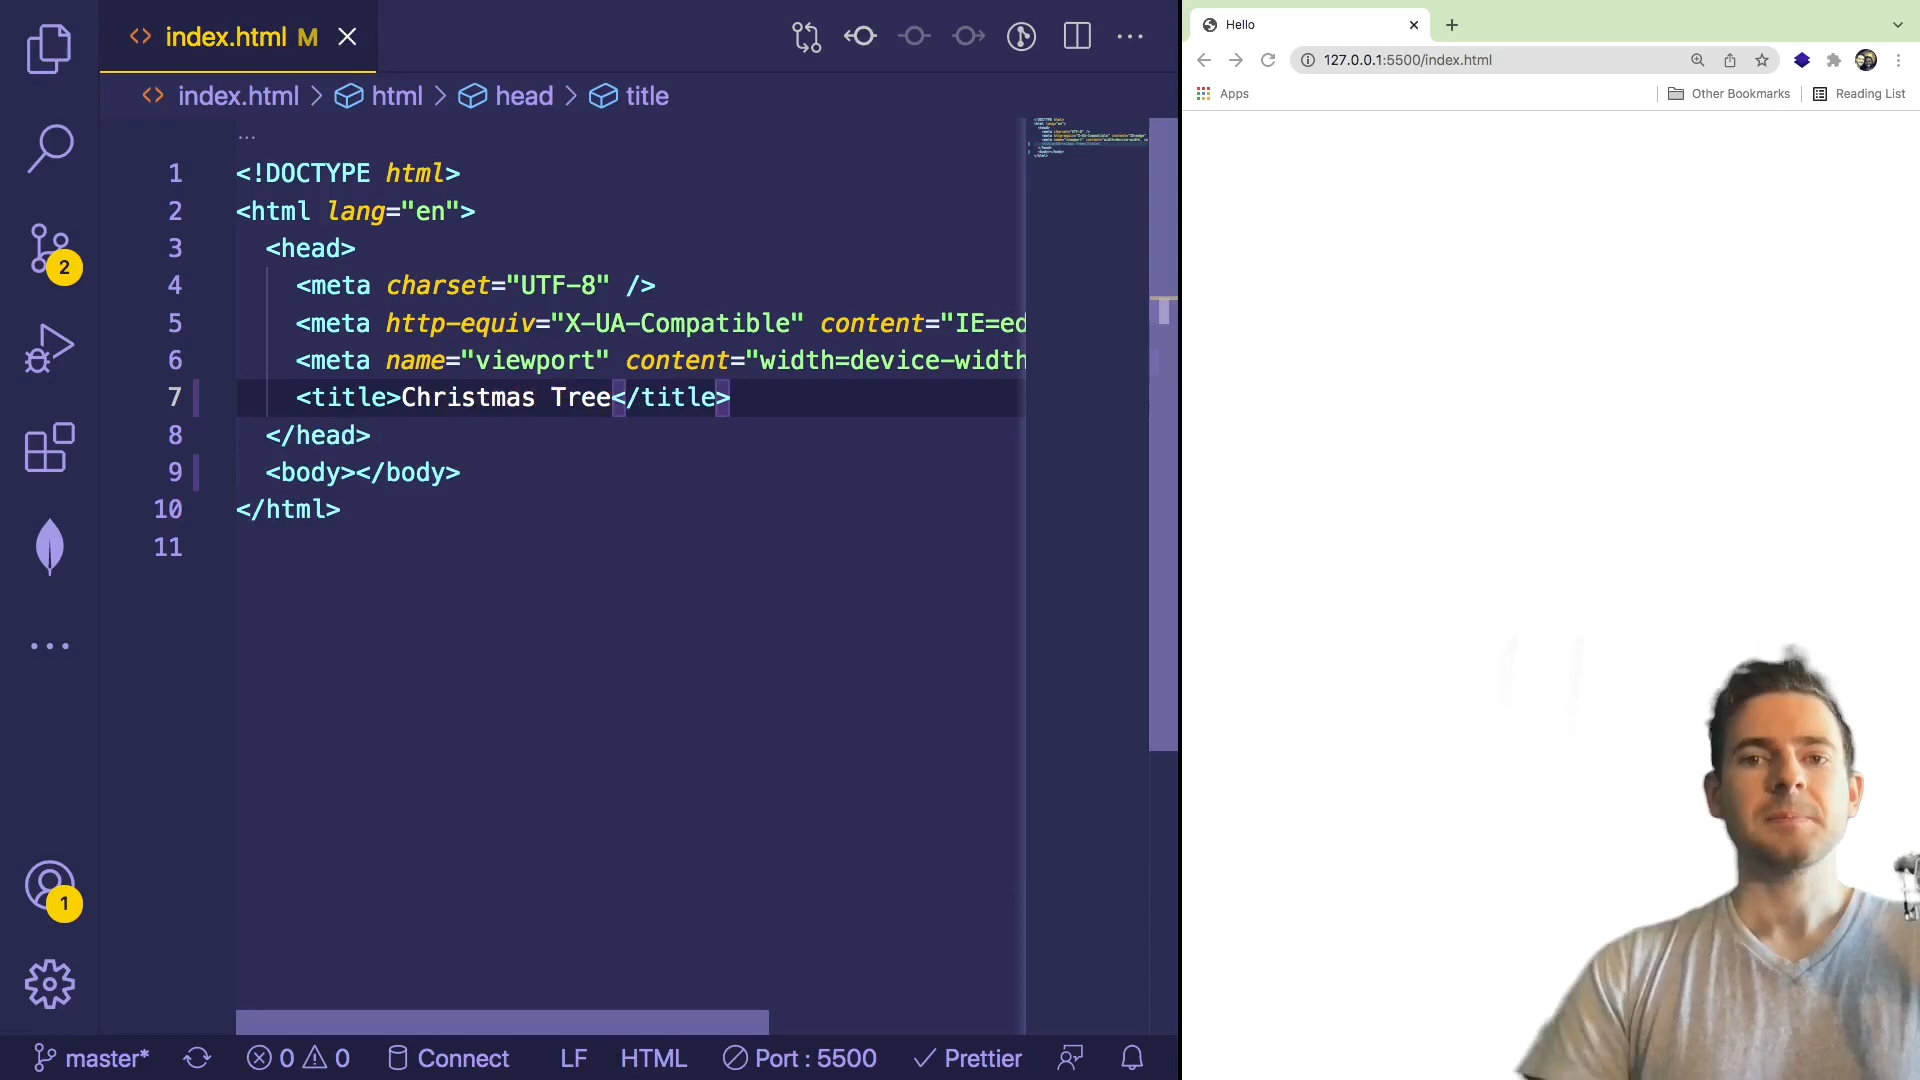 index.html M
index.html > html > head > title
...
1 <!DOCTYPE html>
2 <html lang="en">
3 <head>
4 <meta charset="UTF-8" />
5 <meta http-equiv="X-UA-Compatible" content="IE=ed
6 <meta name="viewport" content="width=device-width
7 <title>Christmas Tree</title>
8 </head>
9 <body></body>
10 </html>
11
2
1
master* 0 0 Connect LF HTML Port : 5500 Prettier
Hello
127.0.0.1:5500/index.html
Apps Other Bookmarks Reading List